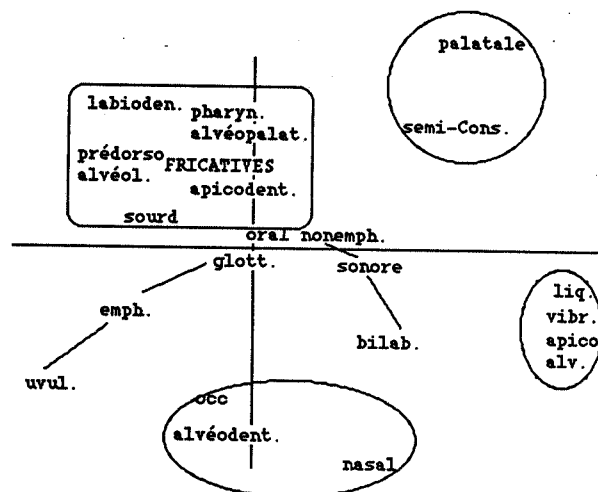 palatale
labioden. pharyn.
alvéopalat. semi-Cons.
prédorso FRICATIVES
alvéol. apicodent.
sourd
oral nonemph.
glott. sonore
liq.
emph. vibr.
bilab. apico
alv.
uvul.
occ
alvéodent.
nasal